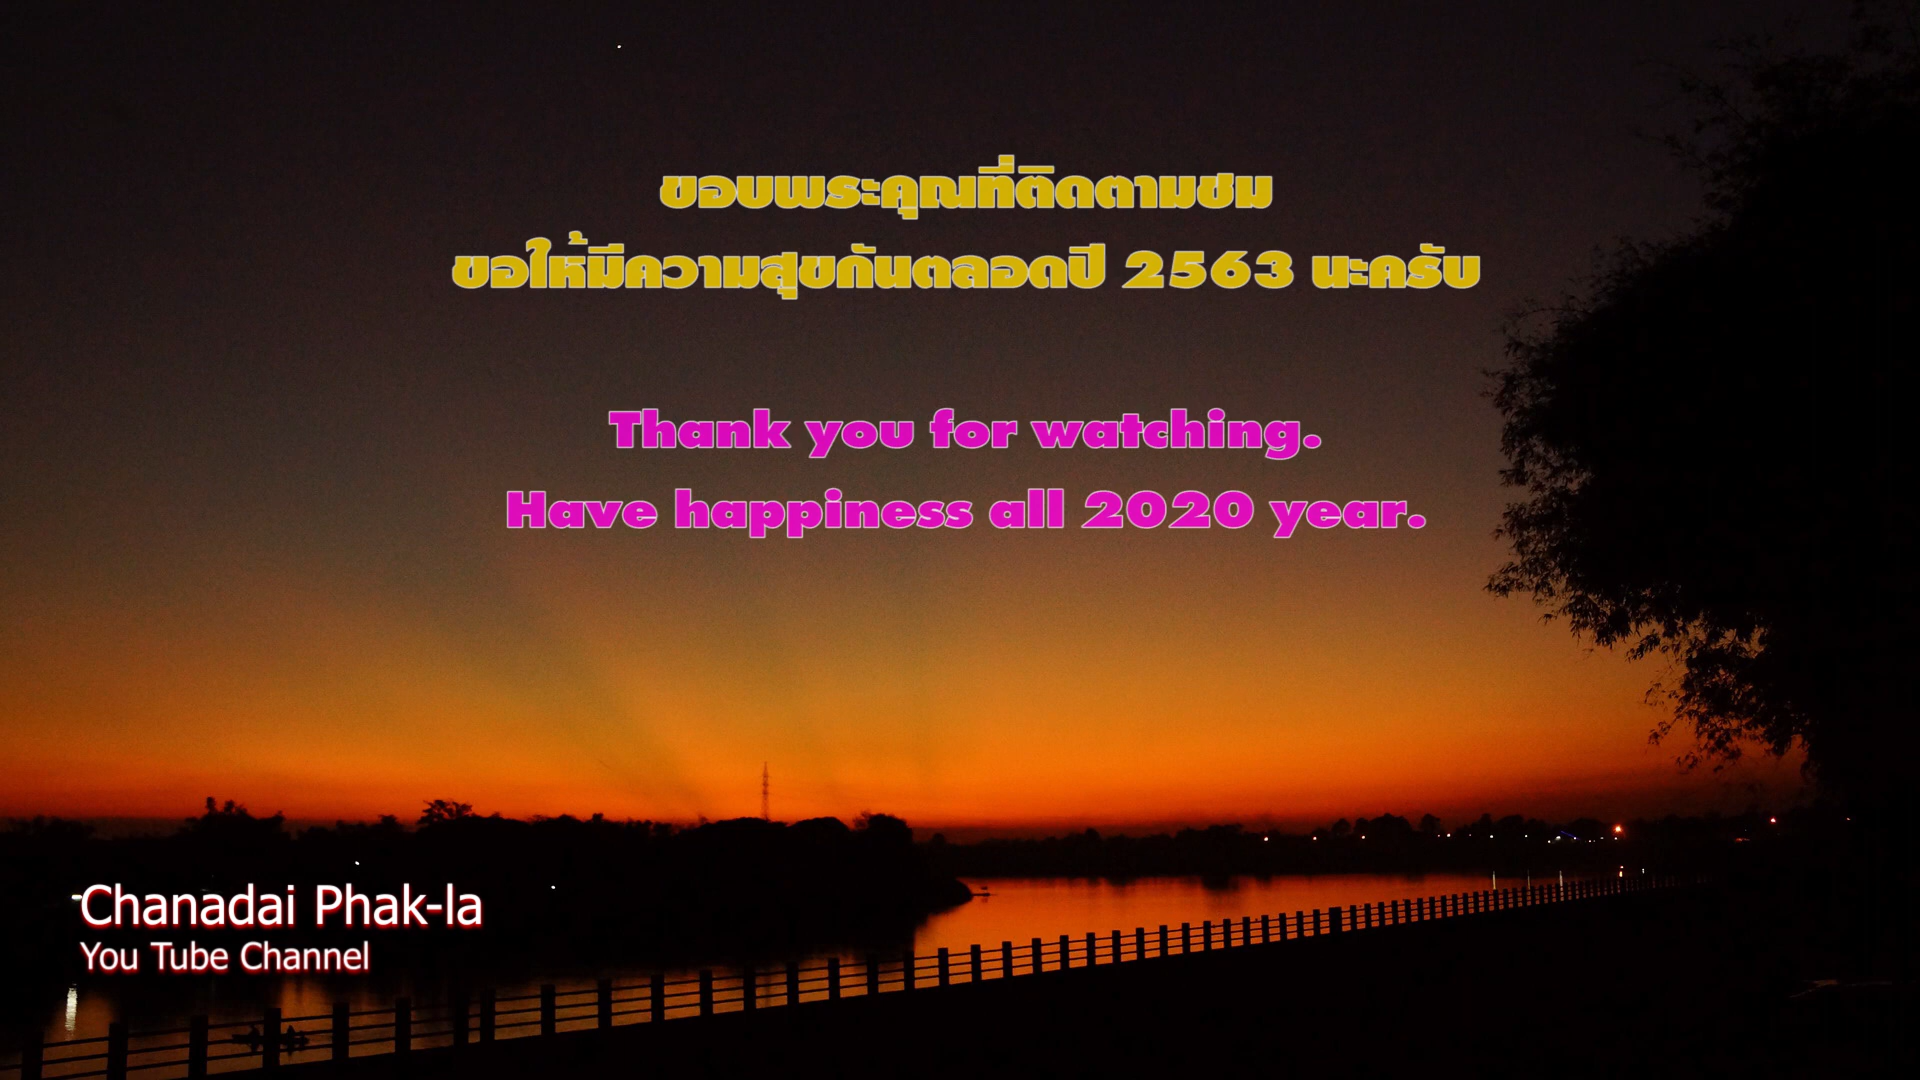 ขอบพระคุณที่ติดตามชม
ขอให้มีความสุขกันตลอดปี 2563 นะครับ
Thank you for watching.
Have happiness all 2020 year.
Chanadai Phak-la
You Tube Channel